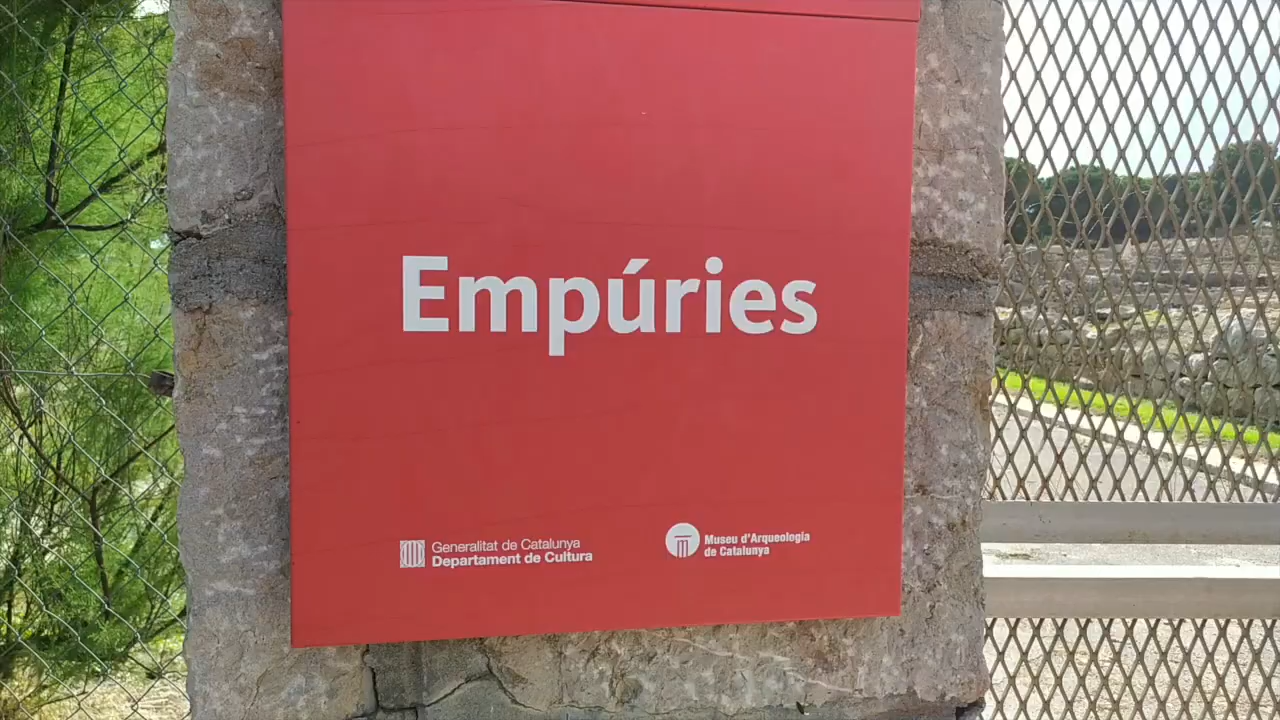 Empúries
Generalitat de Catalunya
Departament de Cultura
Museu d'Arqueologia
de Catalunya